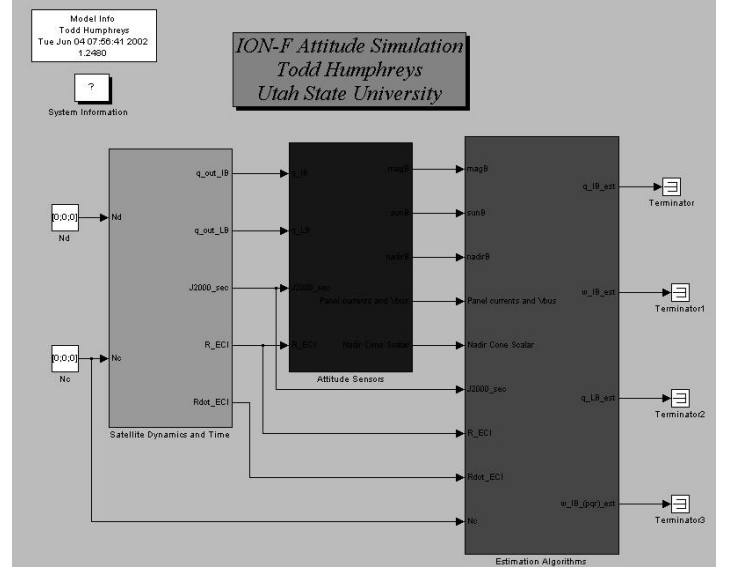 Model Info
Todd Humphreys
Tue Jun 04 07:56:41 2002
1.2480
?
System Information
ION-F Attitude Simulation
Todd Humphreys
Utah State University
[0;0;0]
Nd
[0;0;0]
Nc
Nd
Nc
q_out_IB
q_out_LB
J2000_sec
R_ECI
Rdot_ECI
Satellite Dynamics and Time
q_IB
q_LB
J2000_sec
R_ECI
magB
sunB
nadirB
Panel currents and Vbus
Nadir Cone Scalar
Attitude Sensors
magB
sunB
nadirB
Panel currents and Vbus
Nadir Cone Scalar
J2000_sec
R_ECI
Rdot_ECI
Nc
q_IB_est
w_IB_est
q_LB_est
w_IB_(pqr)_est
Estimation Algorithms
Terminator
Terminator1
Terminator2
Terminator3